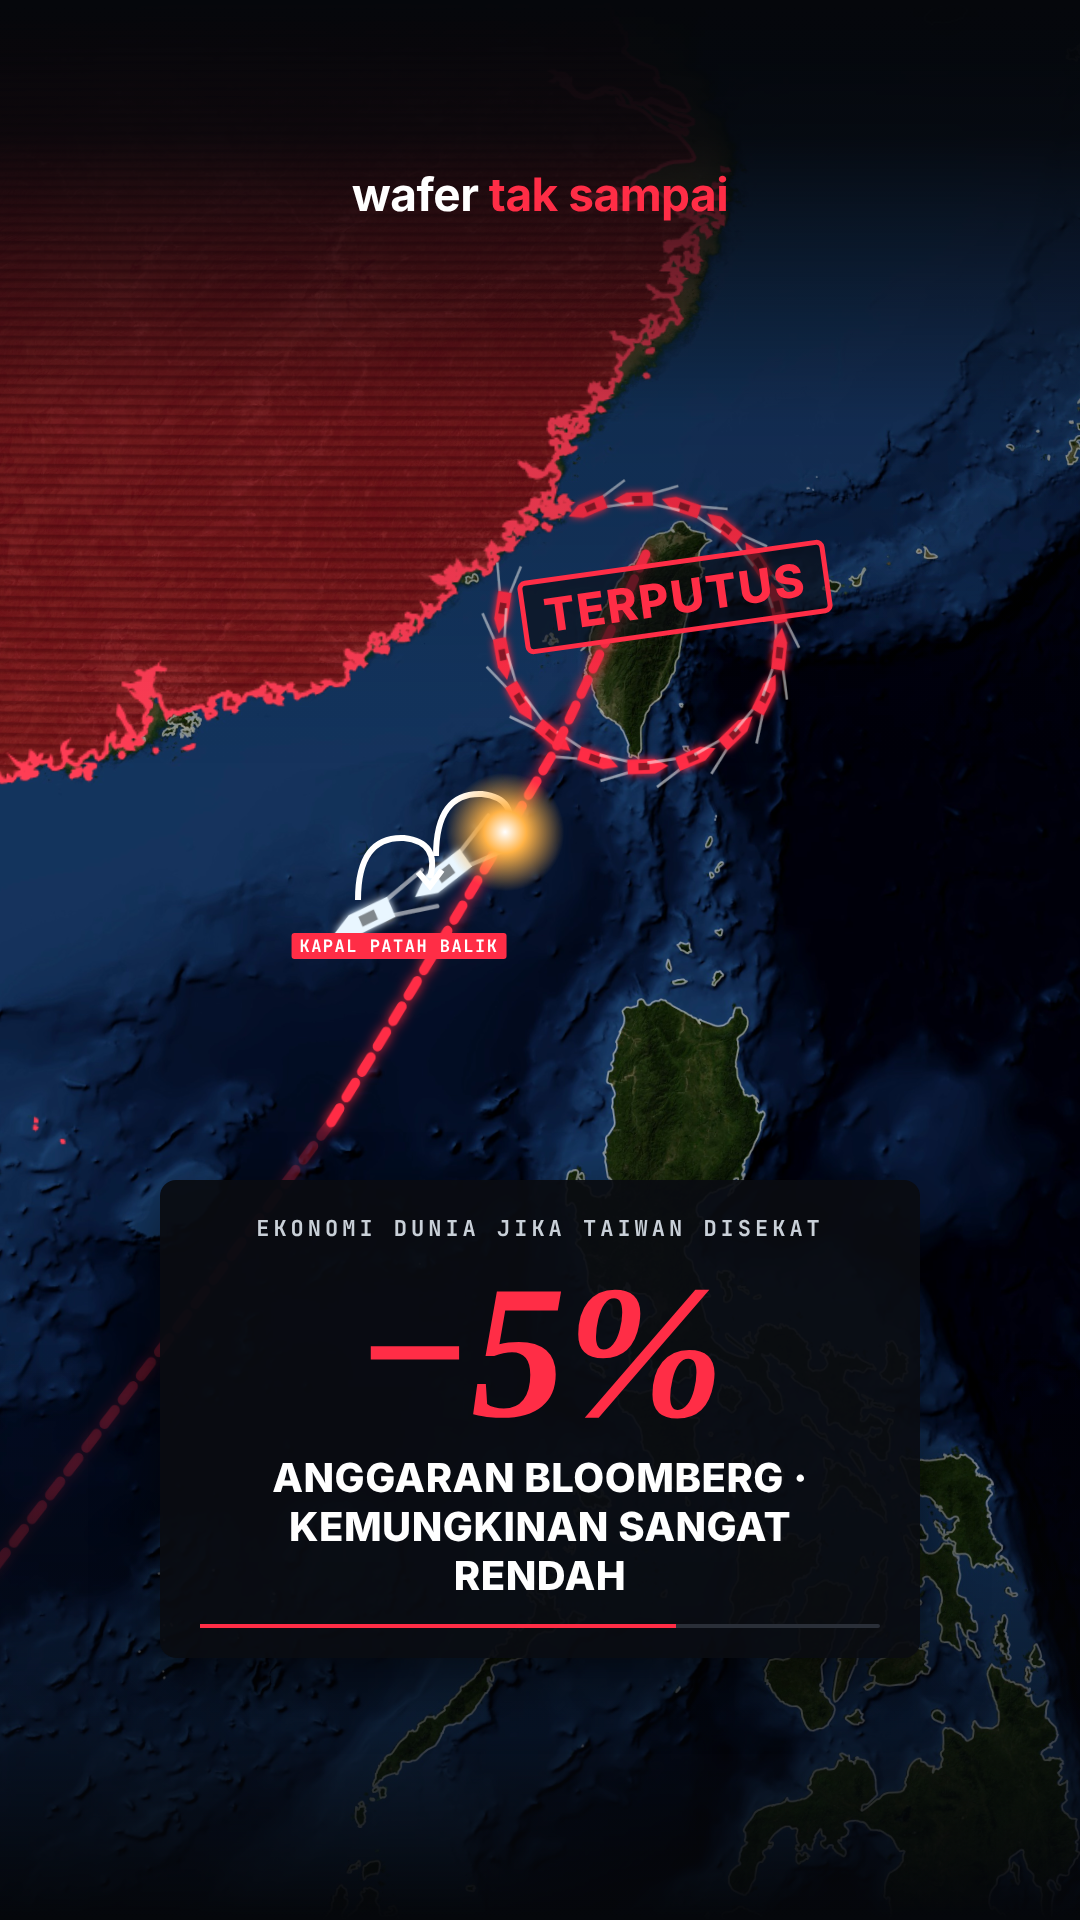 wafer tak sampai
TERPUTUS
KAPAL PATAH BALIK
EKONOMI DUNIA JIKA TAIWAN DISEKAT
−5%
ANGGARAN BLOOMBERG ·
KEMUNGKINAN SANGAT
RENDAH